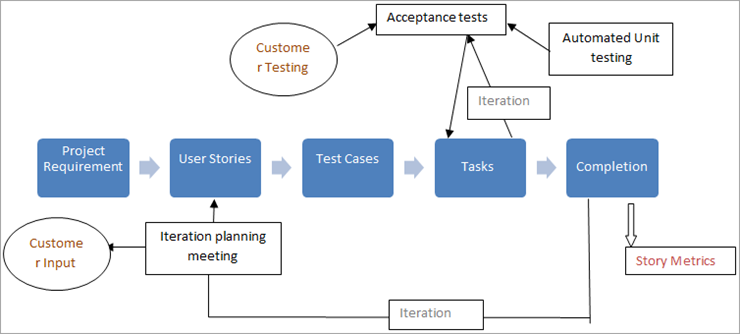 Acceptance tests
Custome
r Testing
Automated Unit
testing
Iteration
Project
Requirement
User Stories
Test Cases
Tasks
Completion
Custome
r Input
Iteration planning
meeting
Story Metrics
Iteration